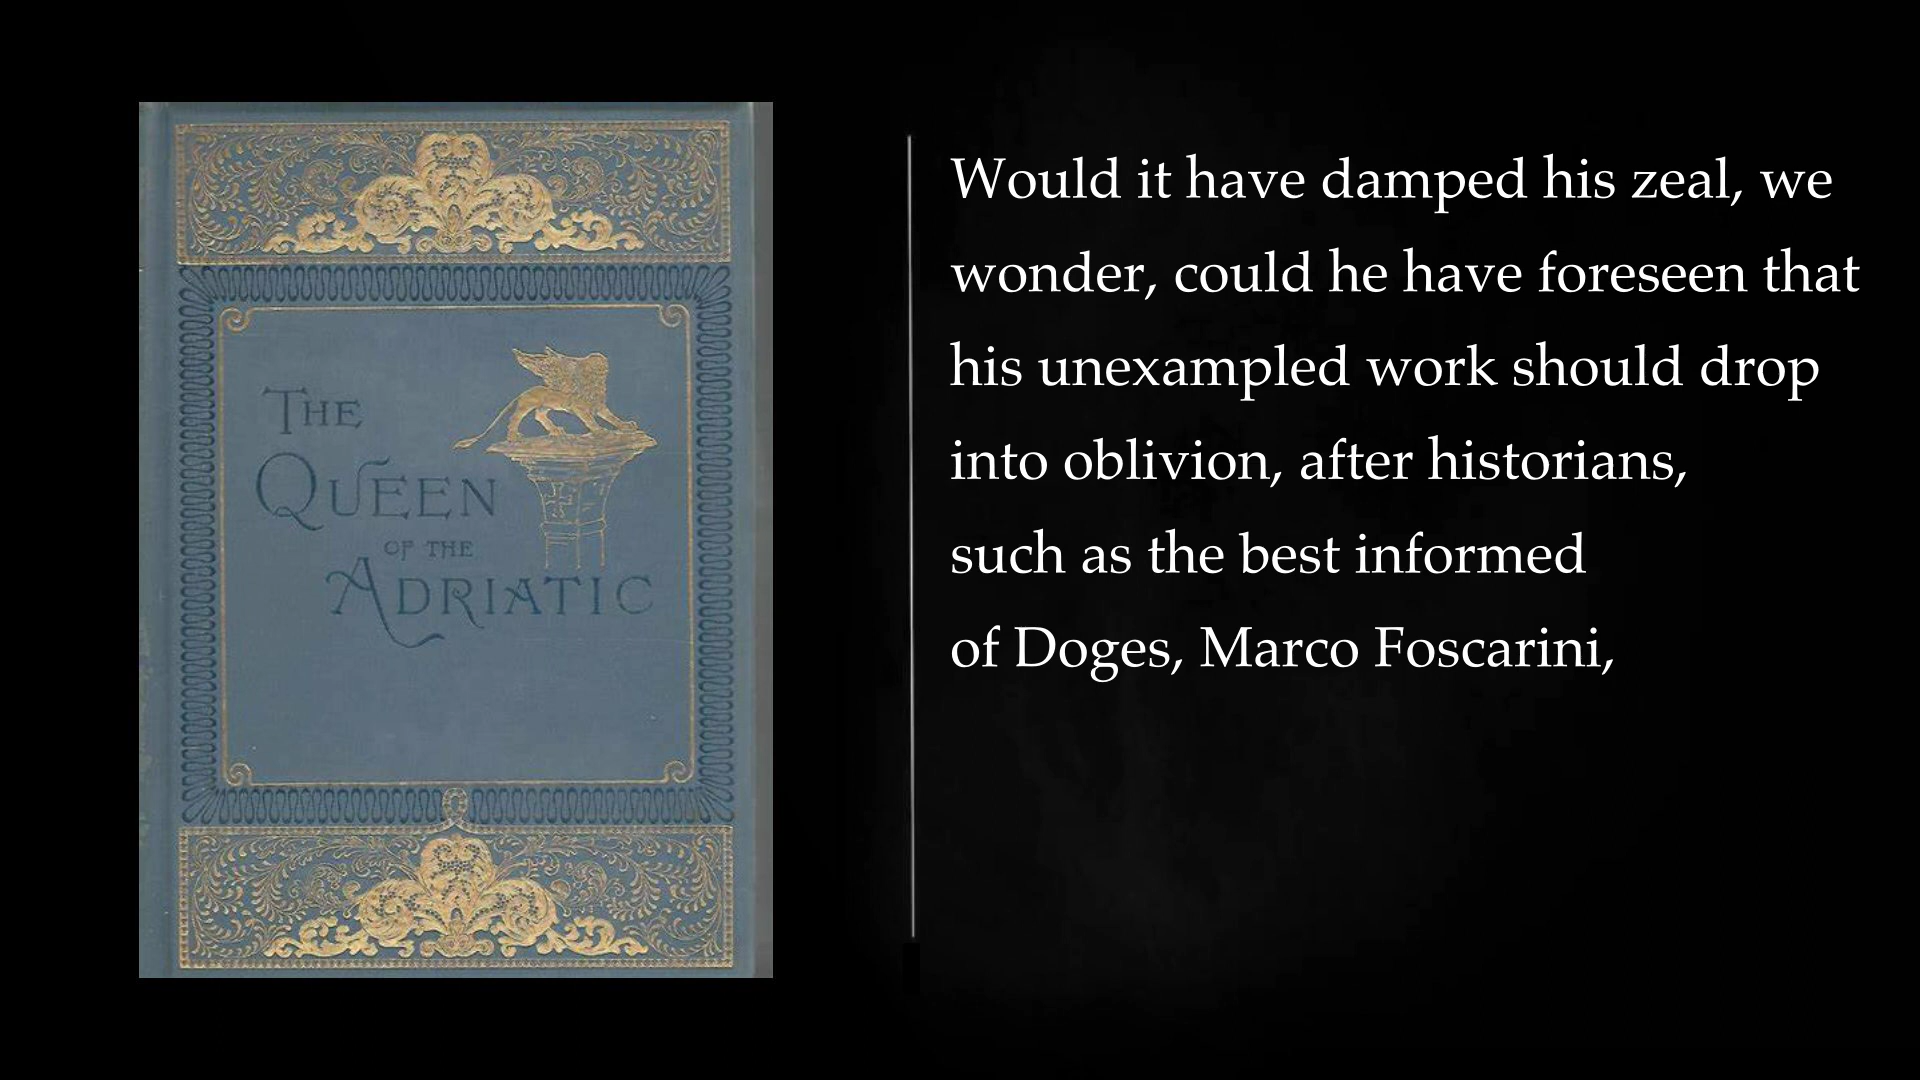 THE
QUEEN
OF THE
ADRIATIC
Would it have damped his zeal, we
wonder, could he have foreseen that
his unexampled work should drop
into oblivion, after historians,
such as the best informed
of Doges, Marco Foscarini,